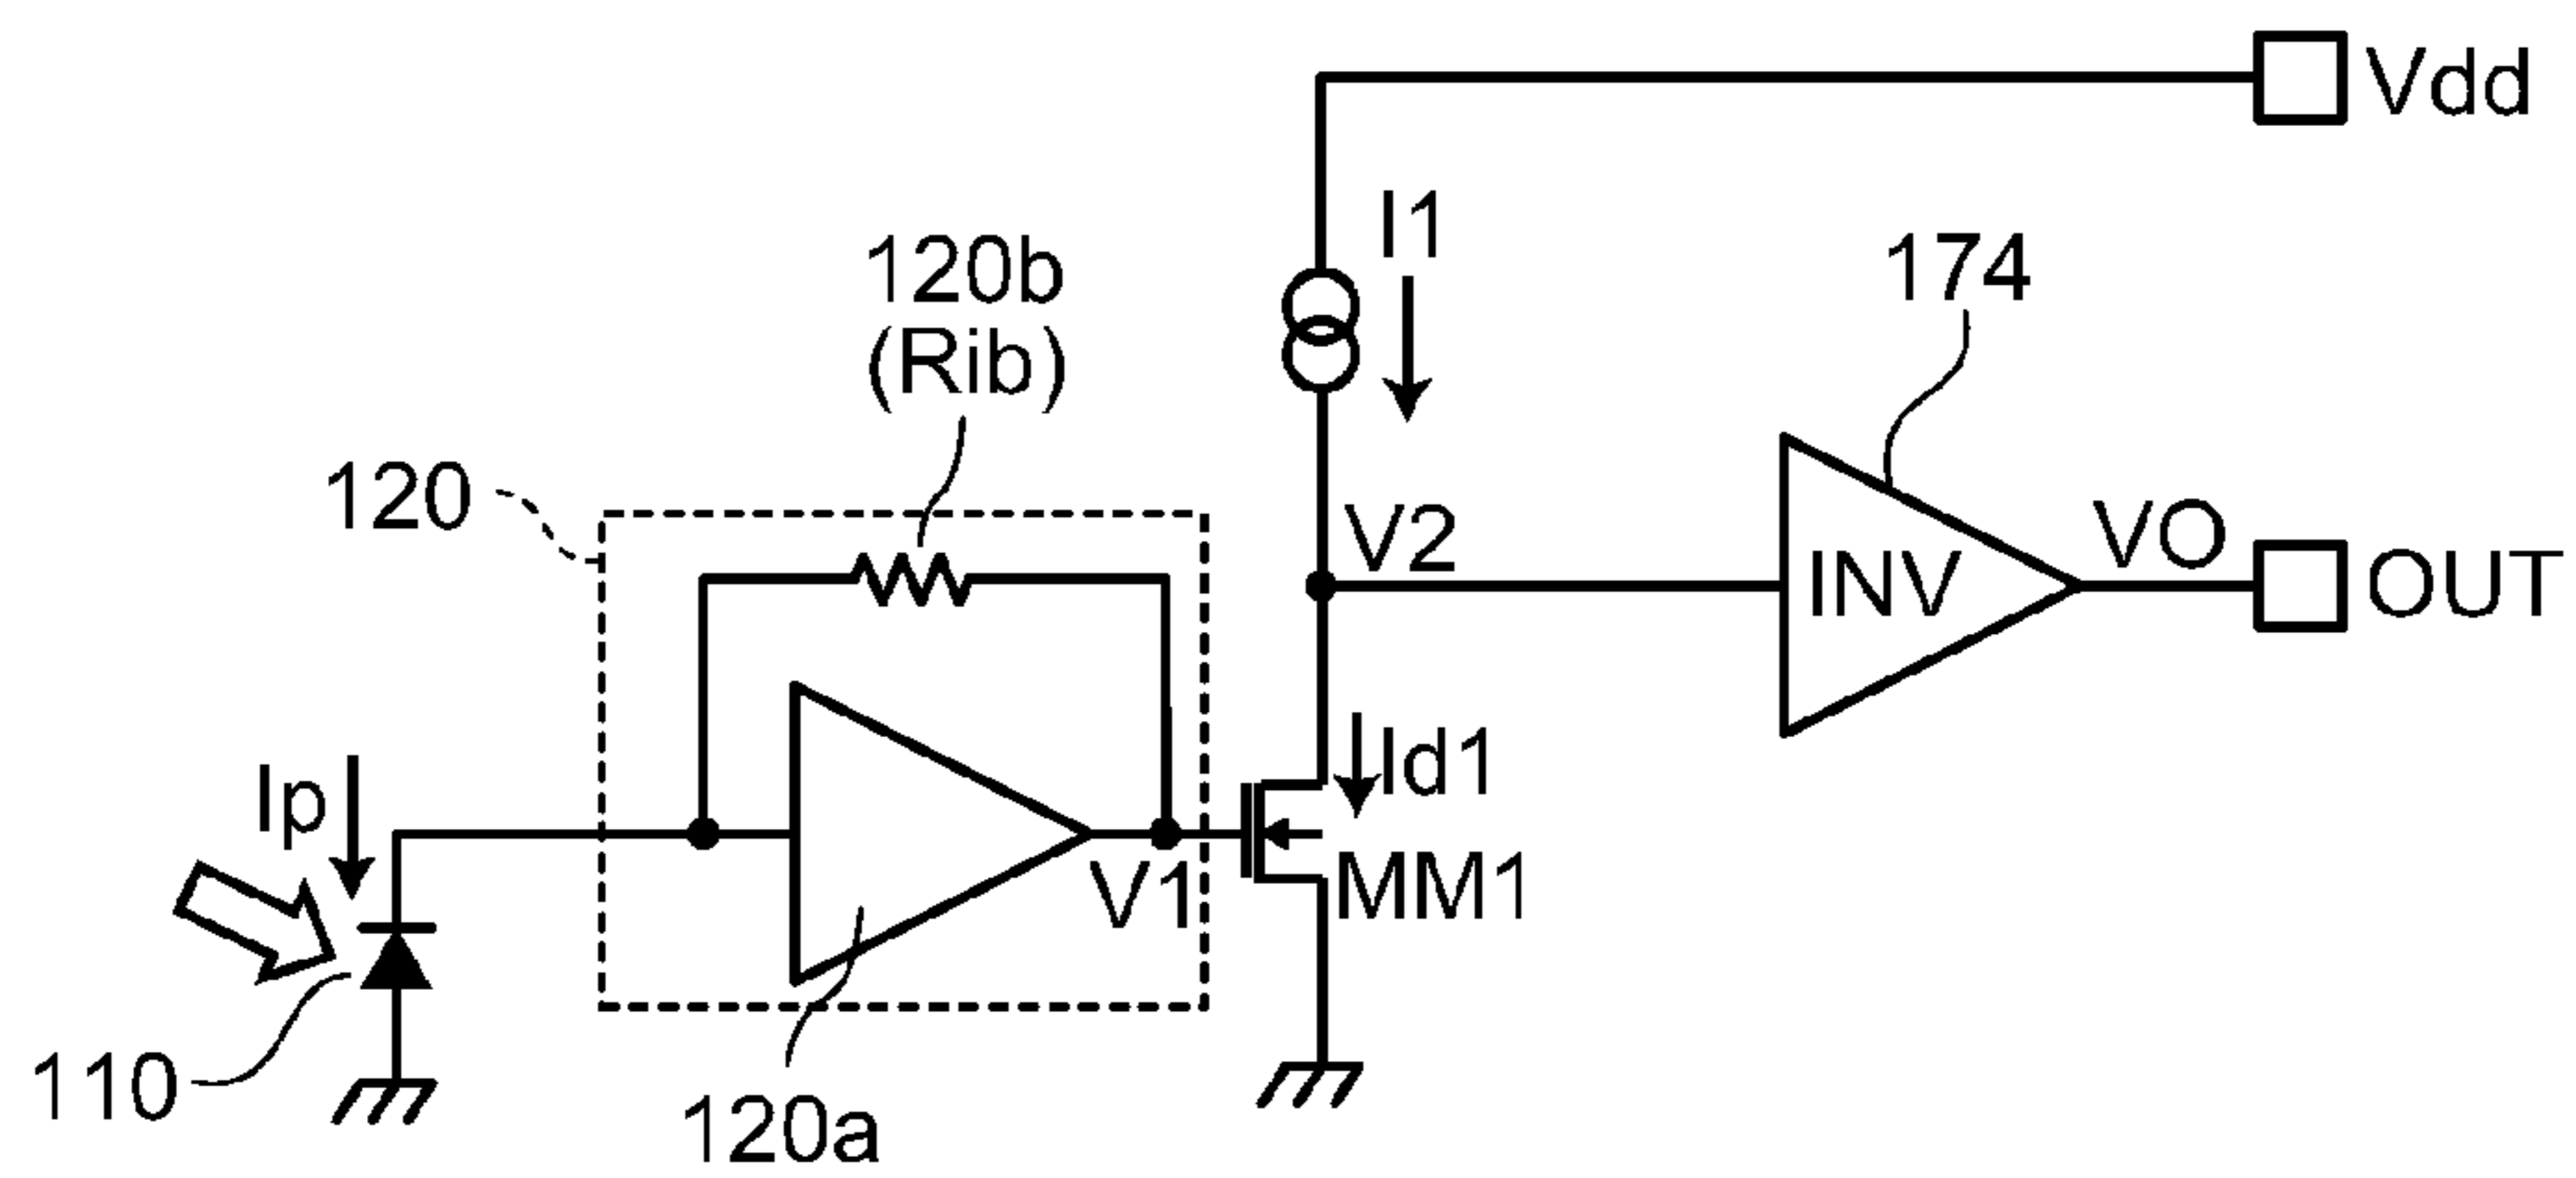 Vdd
I1
174
120b
(Rib)
120
V2
VO
INV
OUT
Ip
Id1
V1
MM1
110
120a